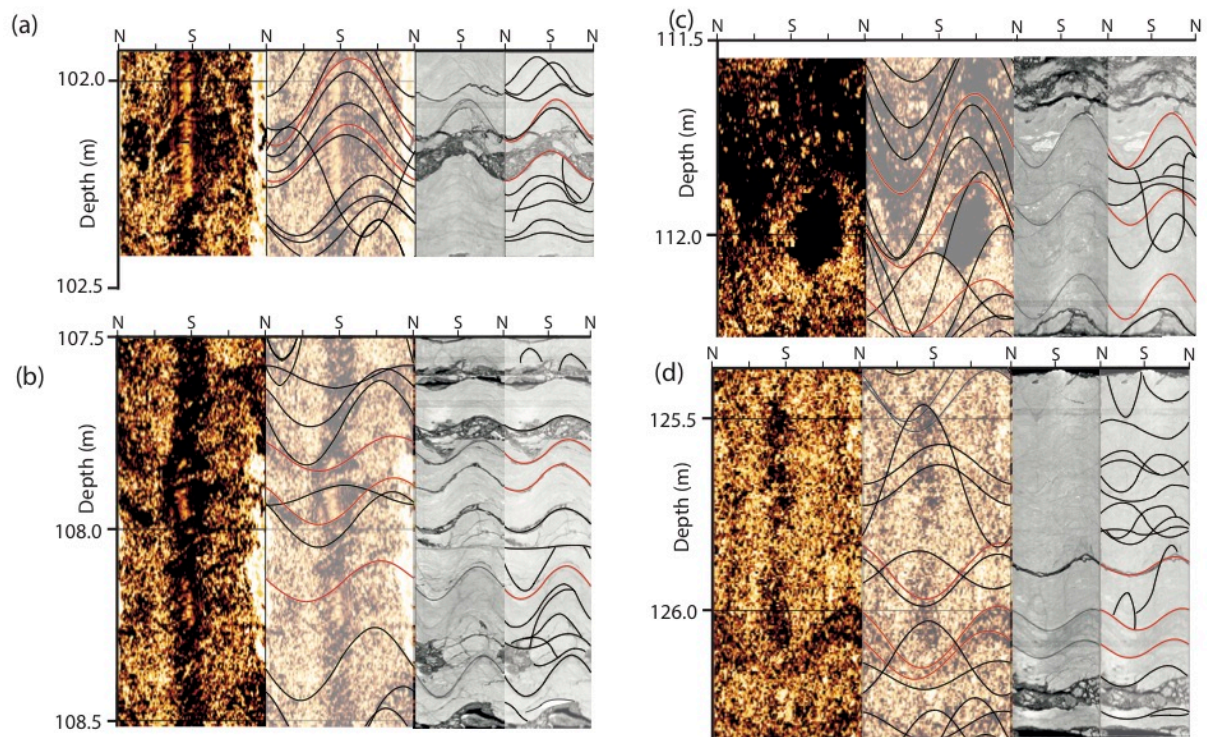 (a)
N S N S N S N S N
102.0
Depth (m)
102.5
(b)
N S N S N S N S N
107.5
Depth (m)
108.0
108.5
(c)
N S N S N S N S N
111.5
Depth (m)
112.0
(d)
N S N S N S N S N
125.5
Depth (m)
126.0